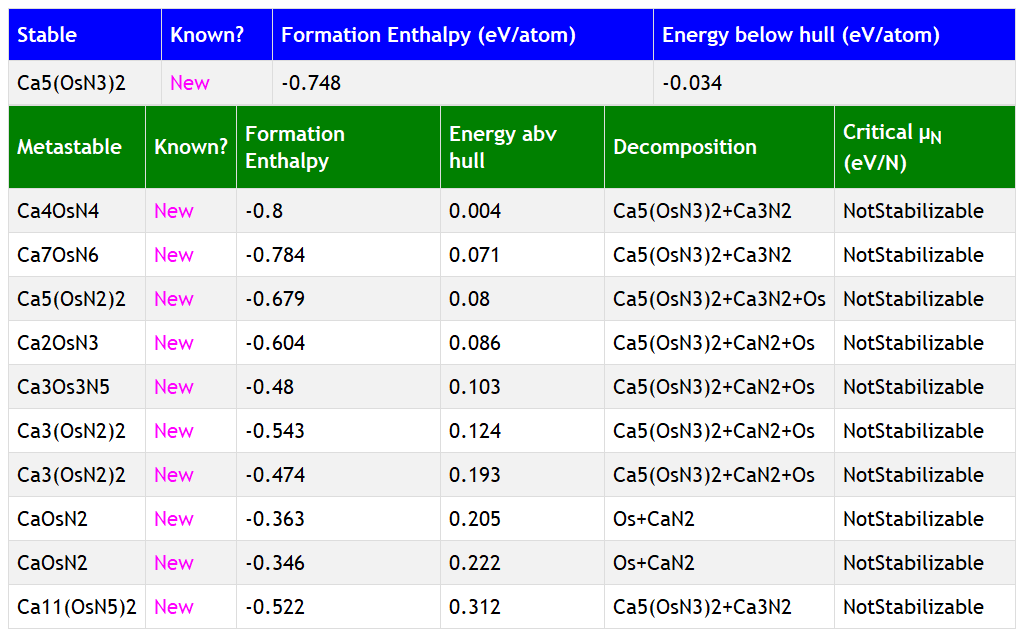 Stable Known? Formation Enthalpy (eV/atom) Energy below hull (eV/atom)
Ca5(OsN3)2 New -0.748 -0.034
Metastable Known? Formation Enthalpy Energy abv hull Decomposition Critical μN (eV/N)
Ca4OsN4 New -0.8 0.004 Ca5(OsN3)2+Ca3N2 NotStabilizable
Ca7OsN6 New -0.784 0.071 Ca5(OsN3)2+Ca3N2 NotStabilizable
Ca5(OsN2)2 New -0.679 0.08 Ca5(OsN3)2+Ca3N2+Os NotStabilizable
Ca2OsN3 New -0.604 0.086 Ca5(OsN3)2+CaN2+Os NotStabilizable
Ca3Os3N5 New -0.48 0.103 Ca5(OsN3)2+CaN2+Os NotStabilizable
Ca3(OsN2)2 New -0.543 0.124 Ca5(OsN3)2+CaN2+Os NotStabilizable
Ca3(OsN2)2 New -0.474 0.193 Ca5(OsN3)2+CaN2+Os NotStabilizable
CaOsN2 New -0.363 0.205 Os+CaN2 NotStabilizable
CaOsN2 New -0.346 0.222 Os+CaN2 NotStabilizable
Ca11(OsN5)2 New -0.522 0.312 Ca5(OsN3)2+Ca3N2 NotStabilizable